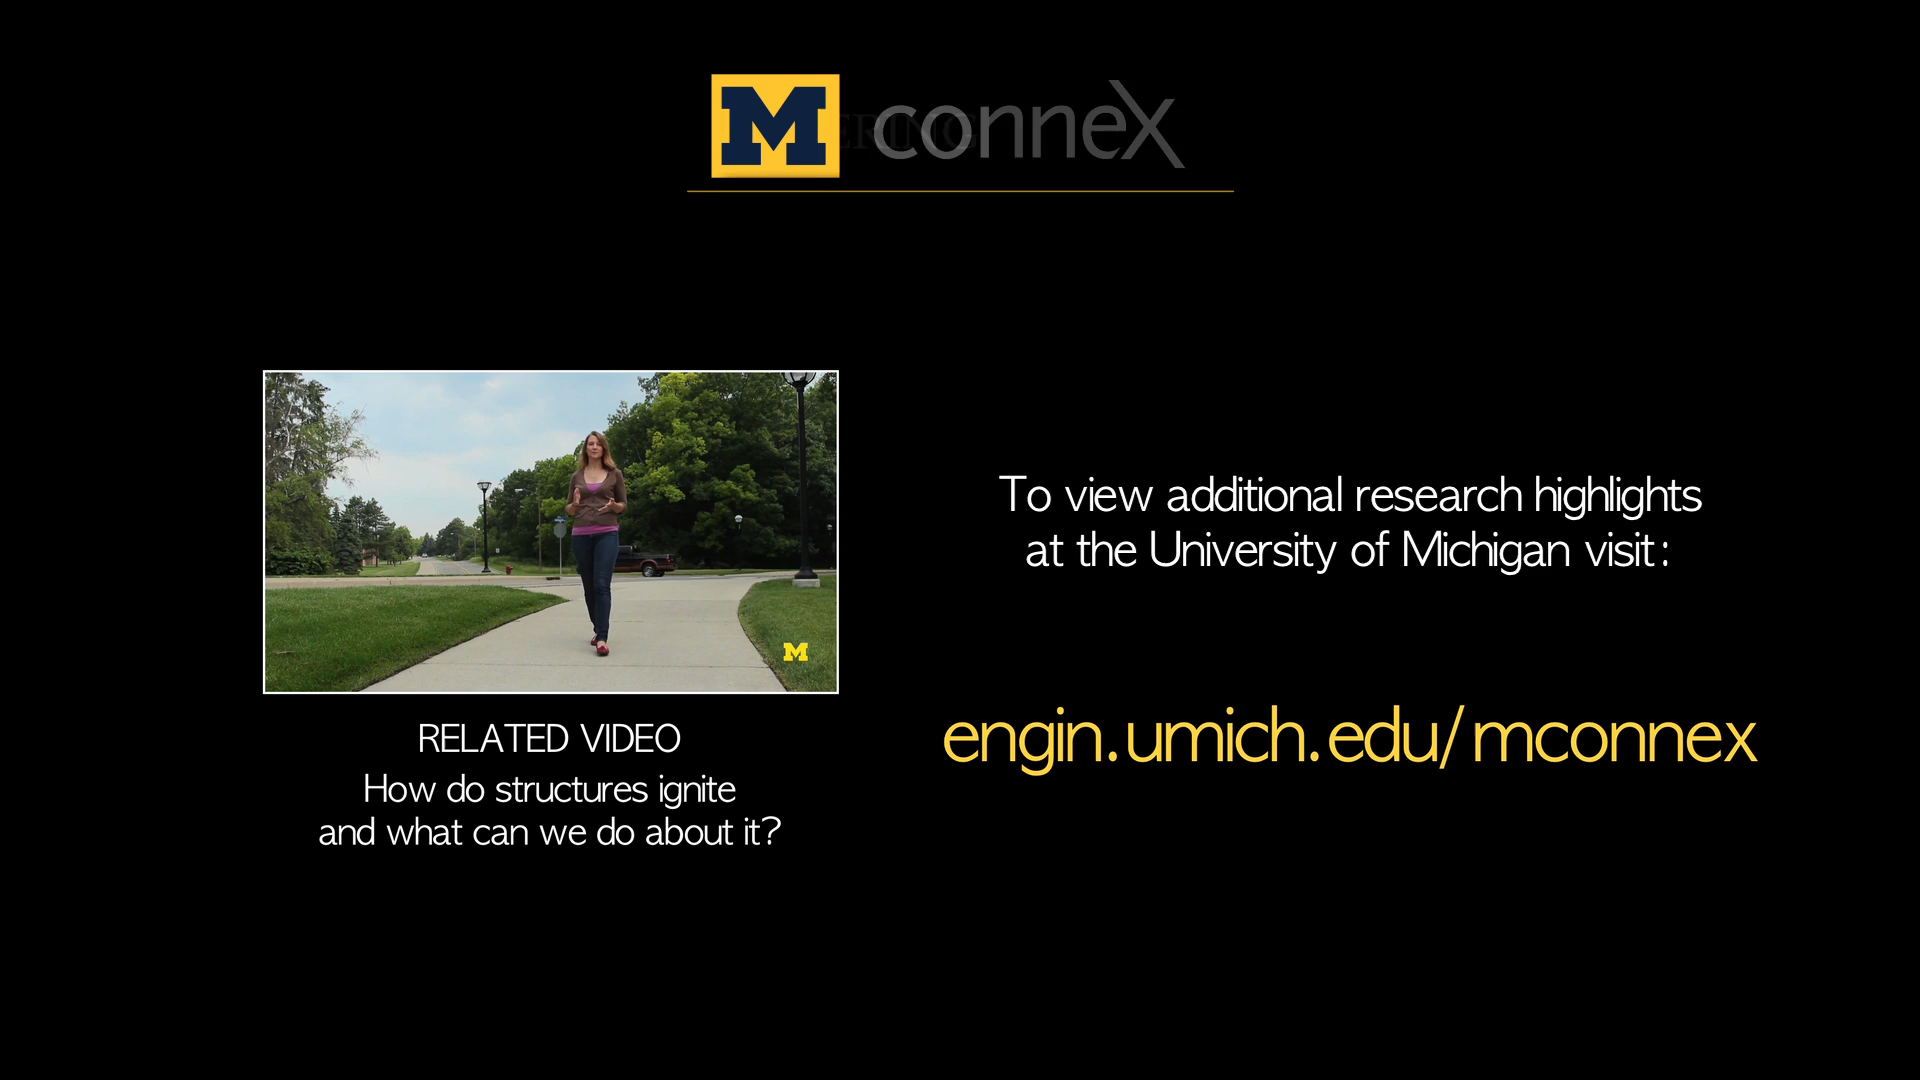 M conneX
ERING
M
RELATED VIDEO
How do structures ignite
and what can we do about it?
To view additional research highlights
at the University of Michigan visit:
engin.umich.edu/mconnex